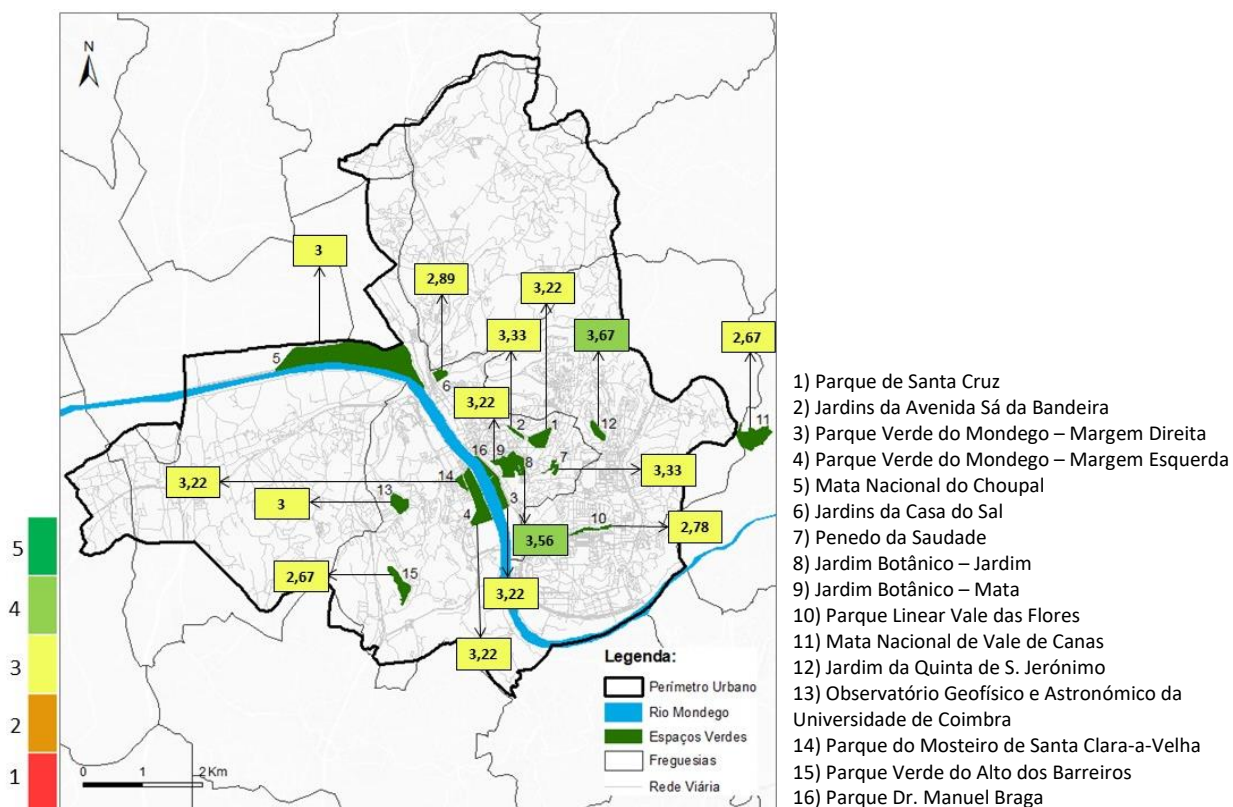 N
3
2,89
3,22
3,33
3,67
2,67
5
6
3,22
2
1
12
11
16
9
8
7
14
3,22
3,33
13
3
3
4
10
2,78
3,56
15
2,67
3,22
3,22
5
4
3
2
1
0 1 2 Km
Legenda:
Perímetro Urbano
Rio Mondego
Espaços Verdes
Freguesias
Rede Viária
1) Parque de Santa Cruz
2) Jardins da Avenida Sá da Bandeira
3) Parque Verde do Mondego – Margem Direita
4) Parque Verde do Mondego – Margem Esquerda
5) Mata Nacional do Choupal
6) Jardins da Casa do Sal
7) Penedo da Saudade
8) Jardim Botânico – Jardim
9) Jardim Botânico – Mata
10) Parque Linear Vale das Flores
11) Mata Nacional de Vale de Canas
12) Jardim da Quinta de S. Jerónimo
13) Observatório Geofísico e Astronómico da
Universidade de Coimbra
14) Parque do Mosteiro de Santa Clara-a-Velha
15) Parque Verde do Alto dos Barreiros
16) Parque Dr. Manuel Braga